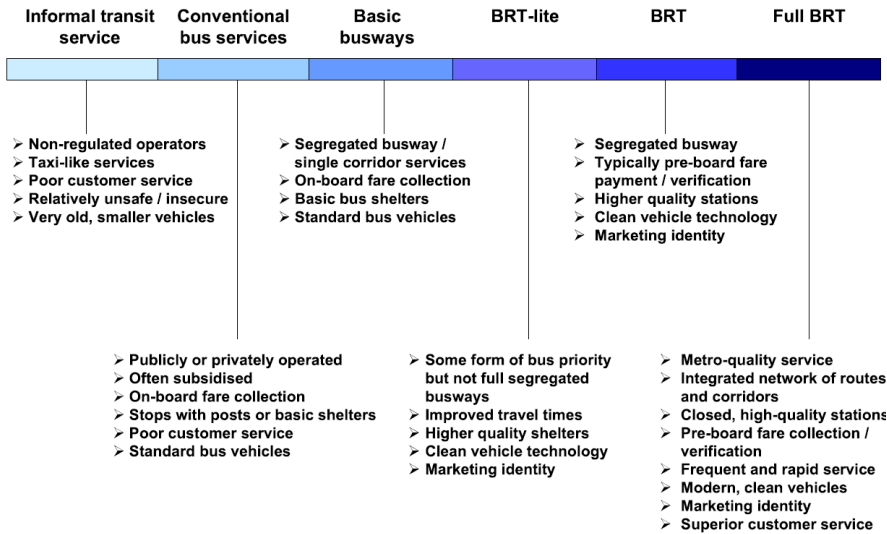 Informal transit
service
Conventional
bus services
Basic
busways
BRT-lite
BRT
Full BRT
➢ Non-regulated operators
➢ Taxi-like services
➢ Poor customer service
➢ Relatively unsafe / insecure
➢ Very old, smaller vehicles
➢ Segregated busway /
single corridor services
➢ On-board fare collection
➢ Basic bus shelters
➢ Standard bus vehicles
➢ Segregated busway
➢ Typically pre-board fare
payment / verification
➢ Higher quality stations
➢ Clean vehicle technology
➢ Marketing identity
➢ Publicly or privately operated
➢ Often subsidised
➢ On-board fare collection
➢ Stops with posts or basic shelters
➢ Poor customer service
➢ Standard bus vehicles
➢ Some form of bus priority
but not full segregated
busways
➢ Improved travel times
➢ Higher quality shelters
➢ Clean vehicle technology
➢ Marketing identity
➢ Metro-quality service
➢ Integrated network of routes
and corridors
➢ Closed, high-quality stations
➢ Pre-board fare collection /
verification
➢ Frequent and rapid service
➢ Modern, clean vehicles
➢ Marketing identity
➢ Superior customer service